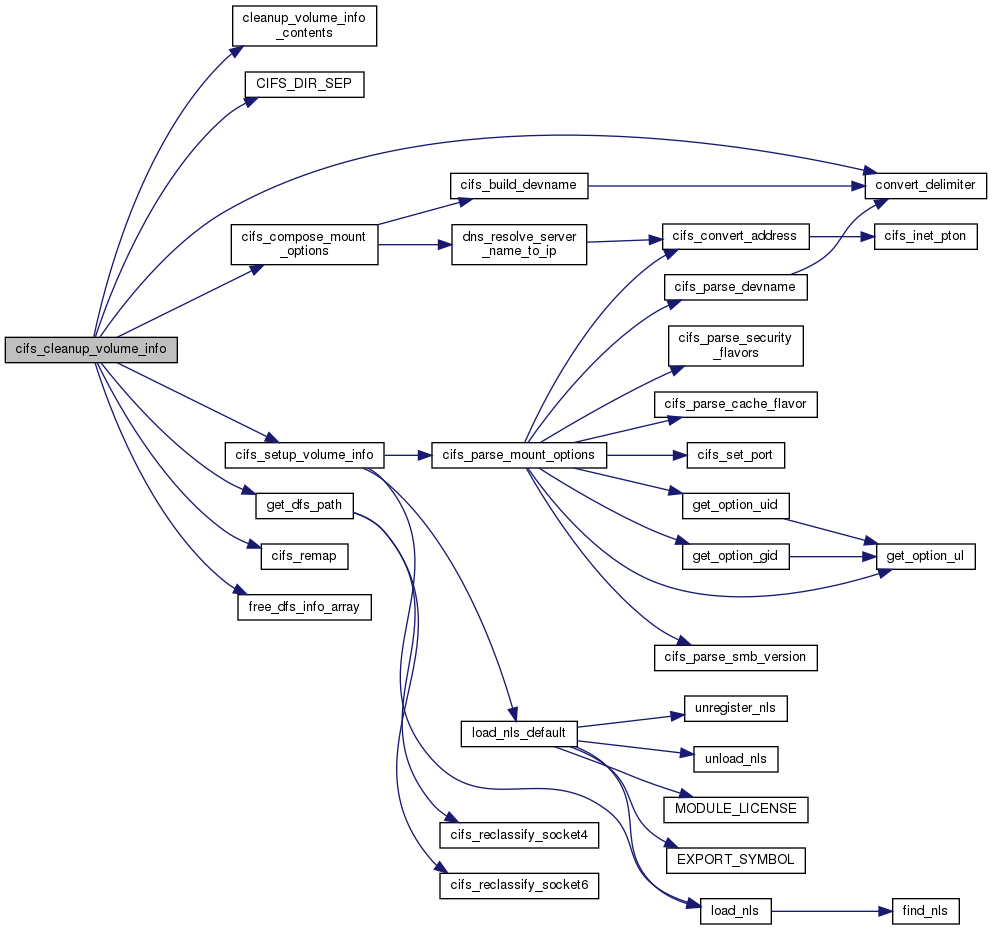 cleanup_volume_info
_contents
CIFS_DIR_SEP
cifs_build_devname
convert_delimiter
cifs_compose_mount
_options
dns_resolve_server
_name_to_ip
cifs_convert_address
cifs_inet_pton
cifs_parse_devname
cifs_cleanup_volume_info
cifs_parse_security
_flavors
cifs_parse_cache_flavor
cifs_setup_volume_info
cifs_parse_mount_options
cifs_set_port
get_dfs_path
get_option_uid
cifs_remap
get_option_gid
get_option_ul
free_dfs_info_array
cifs_parse_smb_version
unregister_nls
load_nls_default
unload_nls
MODULE_LICENSE
cifs_reclassify_socket4
EXPORT_SYMBOL
cifs_reclassify_socket6
load_nls
find_nls